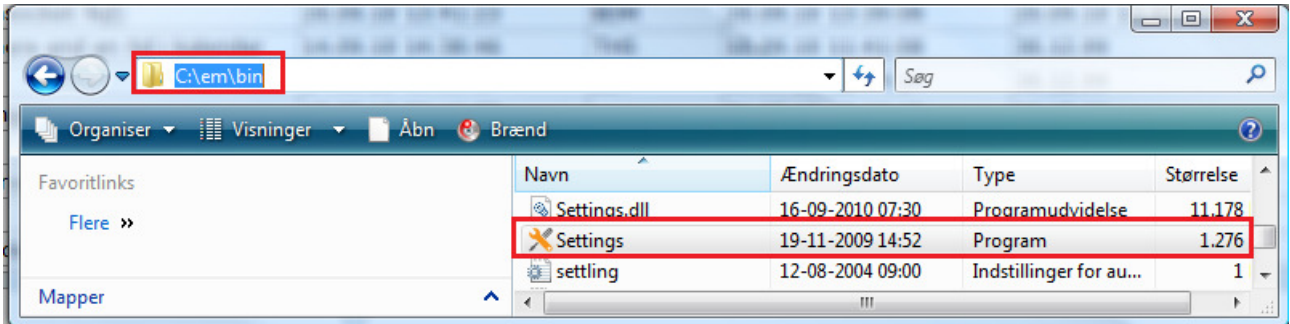 C:\em\bin
Søg
Organiser Visninger Åbn Brænd
Favoritlinks
Flere »
Mapper
Navn Ændringsdato Type Størrelse
Settings.dll 16-09-2010 07:30 Programudvidelse 11.178
Settings 19-11-2009 14:52 Program 1.276
settling 12-08-2004 09:00 Indstillinger for au... 1